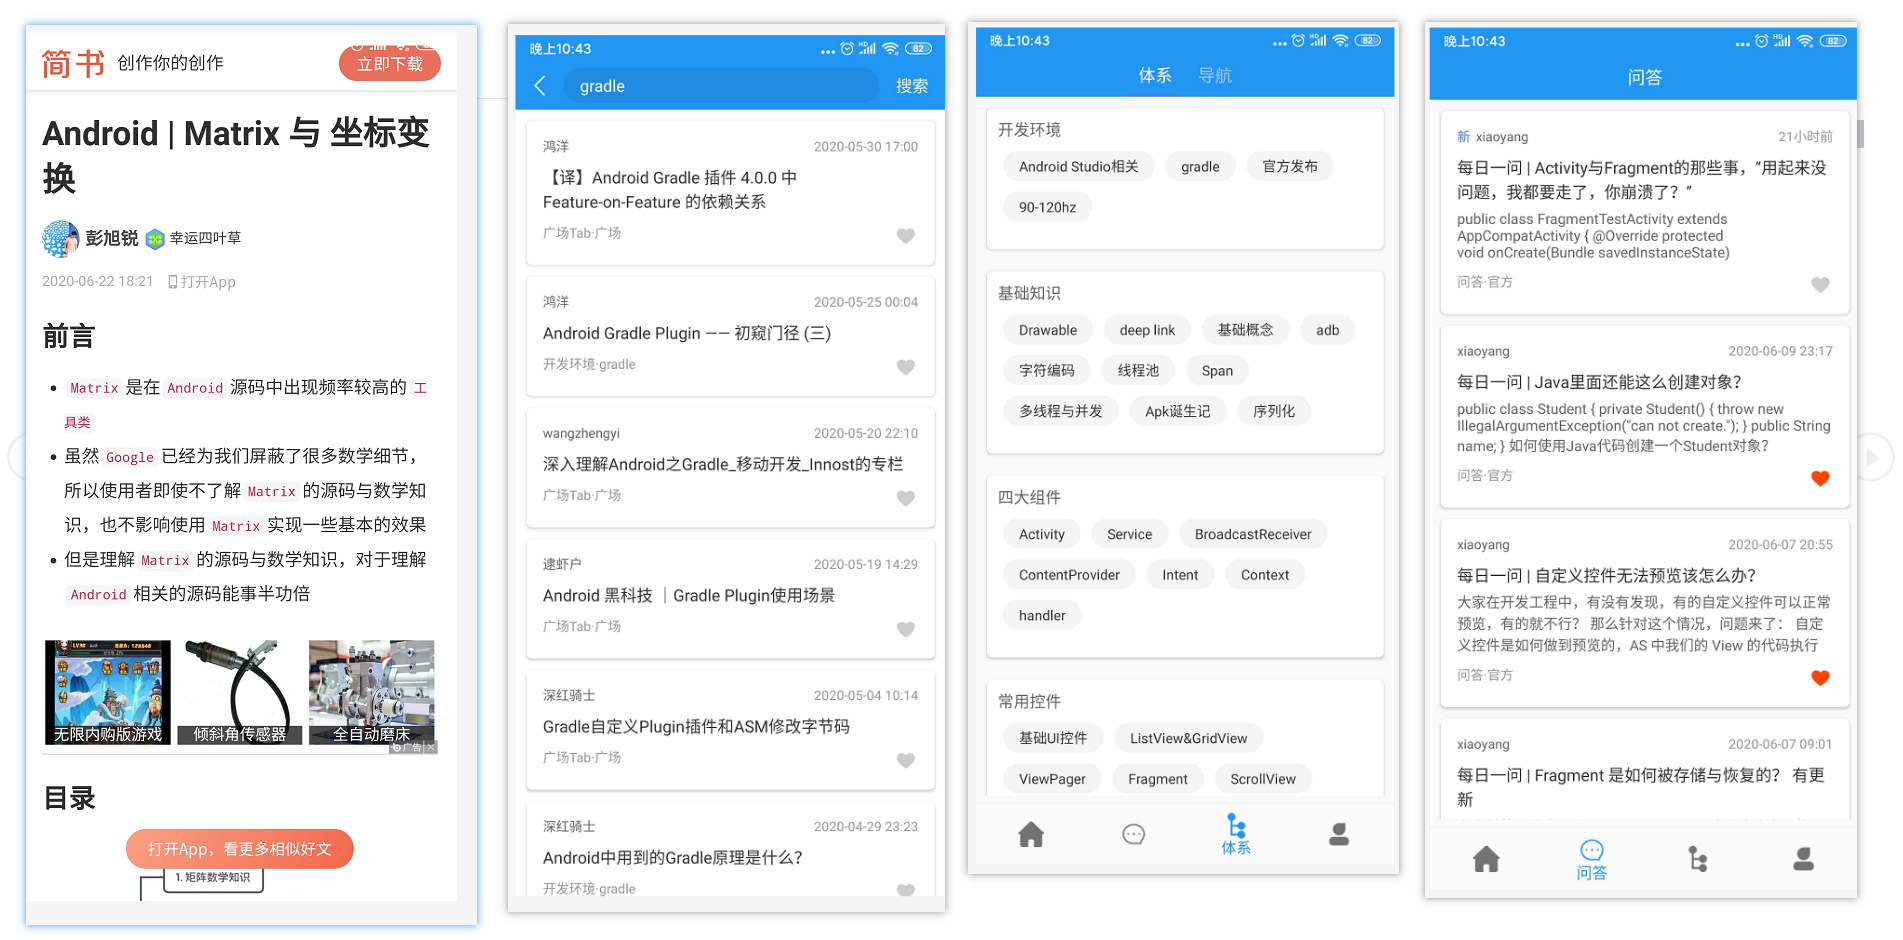 简书 创作你的创作
立即下载
Android | Matrix 与 坐标变
换
彭旭锐 幸运四叶草
2020-06-22 18:21 打开App
前言
Matrix 是在 Android 源码中出现频率较高的 工
具类
虽然 Google 已经为我们屏蔽了很多数学细节,
所以使用者即使不了解 Matrix 的源码与数学知
识，也不影响使用 Matrix 实现一些基本的效果
但是理解 Matrix 的源码与数学知识，对于理解
Android 相关的源码能事半功倍
无限内购版游戏
倾斜角传感器
全自动磨床
广告
目录
打开App，看更多相似好文
1. 矩阵数学知识
晚上10:43
82
gradle
搜索
鸿洋 2020-05-30 17:00
【译】Android Gradle 插件 4.0.0 中
Feature-on-Feature 的依赖关系
广场Tab·广场
鸿洋 2020-05-25 00:04
Android Gradle Plugin —— 初窥门径 (三)
开发环境·gradle
wangzhengyi 2020-05-20 22:10
深入理解Android之Gradle_移动开发_Innost的专栏
广场Tab·广场
逮虾户 2020-05-19 14:29
Android 黑科技 ｜Gradle Plugin使用场景
广场Tab·广场
深红骑士 2020-05-04 10:14
Gradle自定义Plugin插件和ASM修改字节码
广场Tab·广场
深红骑士 2020-04-29 23:23
Android中用到的Gradle原理是什么？
开发环境·gradle
晚上10:43
82
体系 导航
开发环境
Android Studio相关 gradle 官方发布
90-120hz
基础知识
Drawable deep link 基础概念 adb
字符编码 线程池 Span
多线程与并发 Apk诞生记 序列化
四大组件
Activity Service BroadcastReceiver
ContentProvider Intent Context
handler
常用控件
基础UI控件 ListView&GridView
ViewPager Fragment ScrollView
体系
晚上10:43
82
问答
新 xiaoyang 21小时前
每日一问 | Activity与Fragment的那些事，“用起来没
问题，我都要走了，你崩溃了？”
public class FragmentTestActivity extends
AppCompatActivity { @Override protected
void onCreate(Bundle savedInstanceState)
问答·官方
xiaoyang 2020-06-09 23:17
每日一问 | Java里面还能这么创建对象？
public class Student { private Student() { throw new
IllegalArgumentException("can not create."); } public String
name; } 如何使用Java代码创建一个Student对象？
问答·官方
xiaoyang 2020-06-07 20:55
每日一问 | 自定义控件无法预览该怎么办？
大家在开发工程中，有没有发现，有的自定义控件可以正常
预览，有的就不行？ 那么针对这个情况，问题来了： 自定
义控件是如何做到预览的，AS 中我们的 View 的代码执行
问答·官方
xiaoyang 2020-06-07 09:01
每日一问 | Fragment 是如何被存储与恢复的？ 有更
新
问答